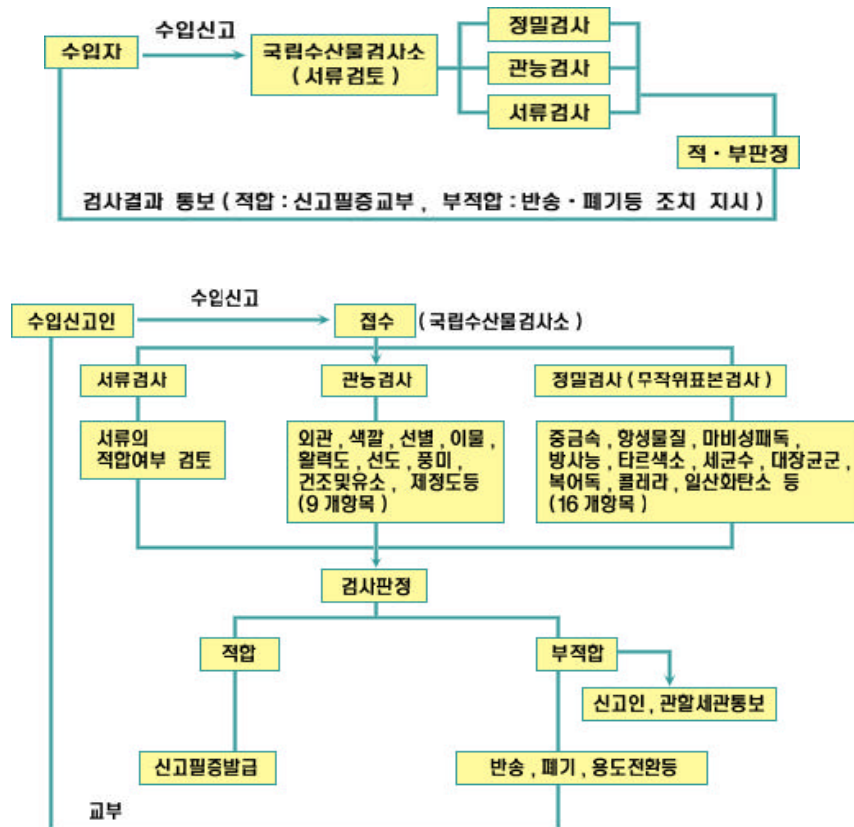 수입신고
수입자
국립수산물검사소
(서류검토)
정밀검사
관능검사
서류검사
적·부판정
검사결과 통보(적합:신고필증교부, 부적합:반송·폐기등 조치 지시)
수입신고
수입신고인
접수 (국립수산물검사소)
서류검사
관능검사
정밀검사(무작위표본검사)
서류의
적합여부 검토
외관, 색깔, 선별, 이물,
활력도, 선도, 풍미,
건조및유소, 제정도등
(9개항목)
중금속, 항생물질, 마비성패독,
방사능, 타르색소, 세균수, 대장균군,
복어독, 콜레라, 일산화탄소 등
(16개항목)
검사판정
적합
부적합
신고인, 관할세관통보
신고필증발급
반송, 폐기, 용도전환등
교부